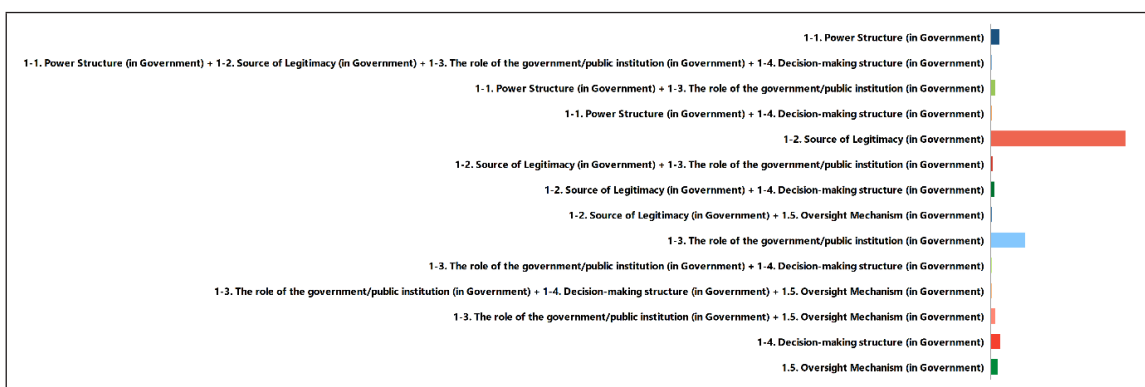 1-1. Power Structure (in Government)
1-1. Power Structure (in Government) + 1-2. Source of Legitimacy (in Government) + 1-3. The role of the government/public institution (in Government) + 1-4. Decision-making structure (in Government)
1-1. Power Structure (in Government) + 1-3. The role of the government/public institution (in Government)
1-1. Power Structure (in Government) + 1-4. Decision-making structure (in Government)
1-2. Source of Legitimacy (in Government)
1-2. Source of Legitimacy (in Government) + 1-3. The role of the government/public institution (in Government)
1-2. Source of Legitimacy (in Government) + 1-4. Decision-making structure (in Government)
1-2. Source of Legitimacy (in Government) + 1.5. Oversight Mechanism (in Government)
1-3. The role of the government/public institution (in Government)
1-3. The role of the government/public institution (in Government) + 1-4. Decision-making structure (in Government)
1-3. The role of the government/public institution (in Government) + 1-4. Decision-making structure (in Government) + 1.5. Oversight Mechanism (in Government)
1-3. The role of the government/public institution (in Government) + 1.5. Oversight Mechanism (in Government)
1-4. Decision-making structure (in Government)
1.5. Oversight Mechanism (in Government)